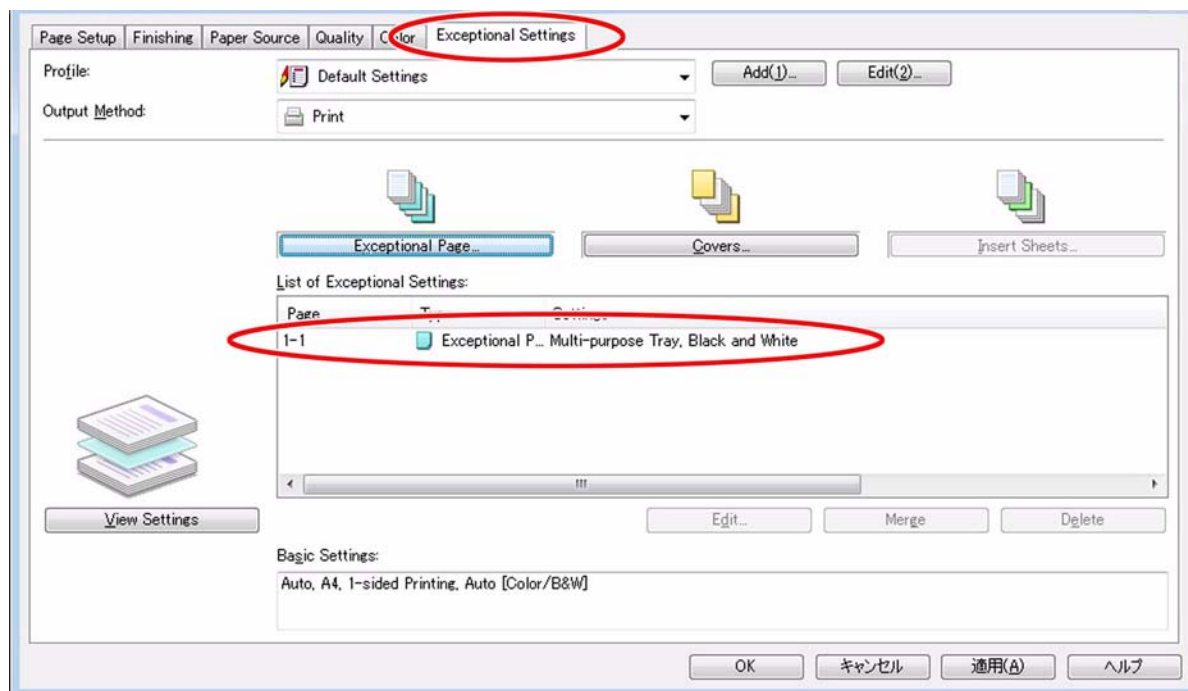 Page Setup Finishing Paper Source Quality Color Exceptional Settings
Profile: Default Settings Add(1)... Edit(2)...
Output Method: Print
Exceptional Page... Covers... Insert Sheets...
List of Exceptional Settings:
Page
1-1 Exceptional P... Multi-purpose Tray, Black and White
View Settings Edit... Merge Delete
Basic Settings:
Auto, A4, 1-sided Printing, Auto [Color/B&W]
OK キャンセル 適用(A) ヘルプ